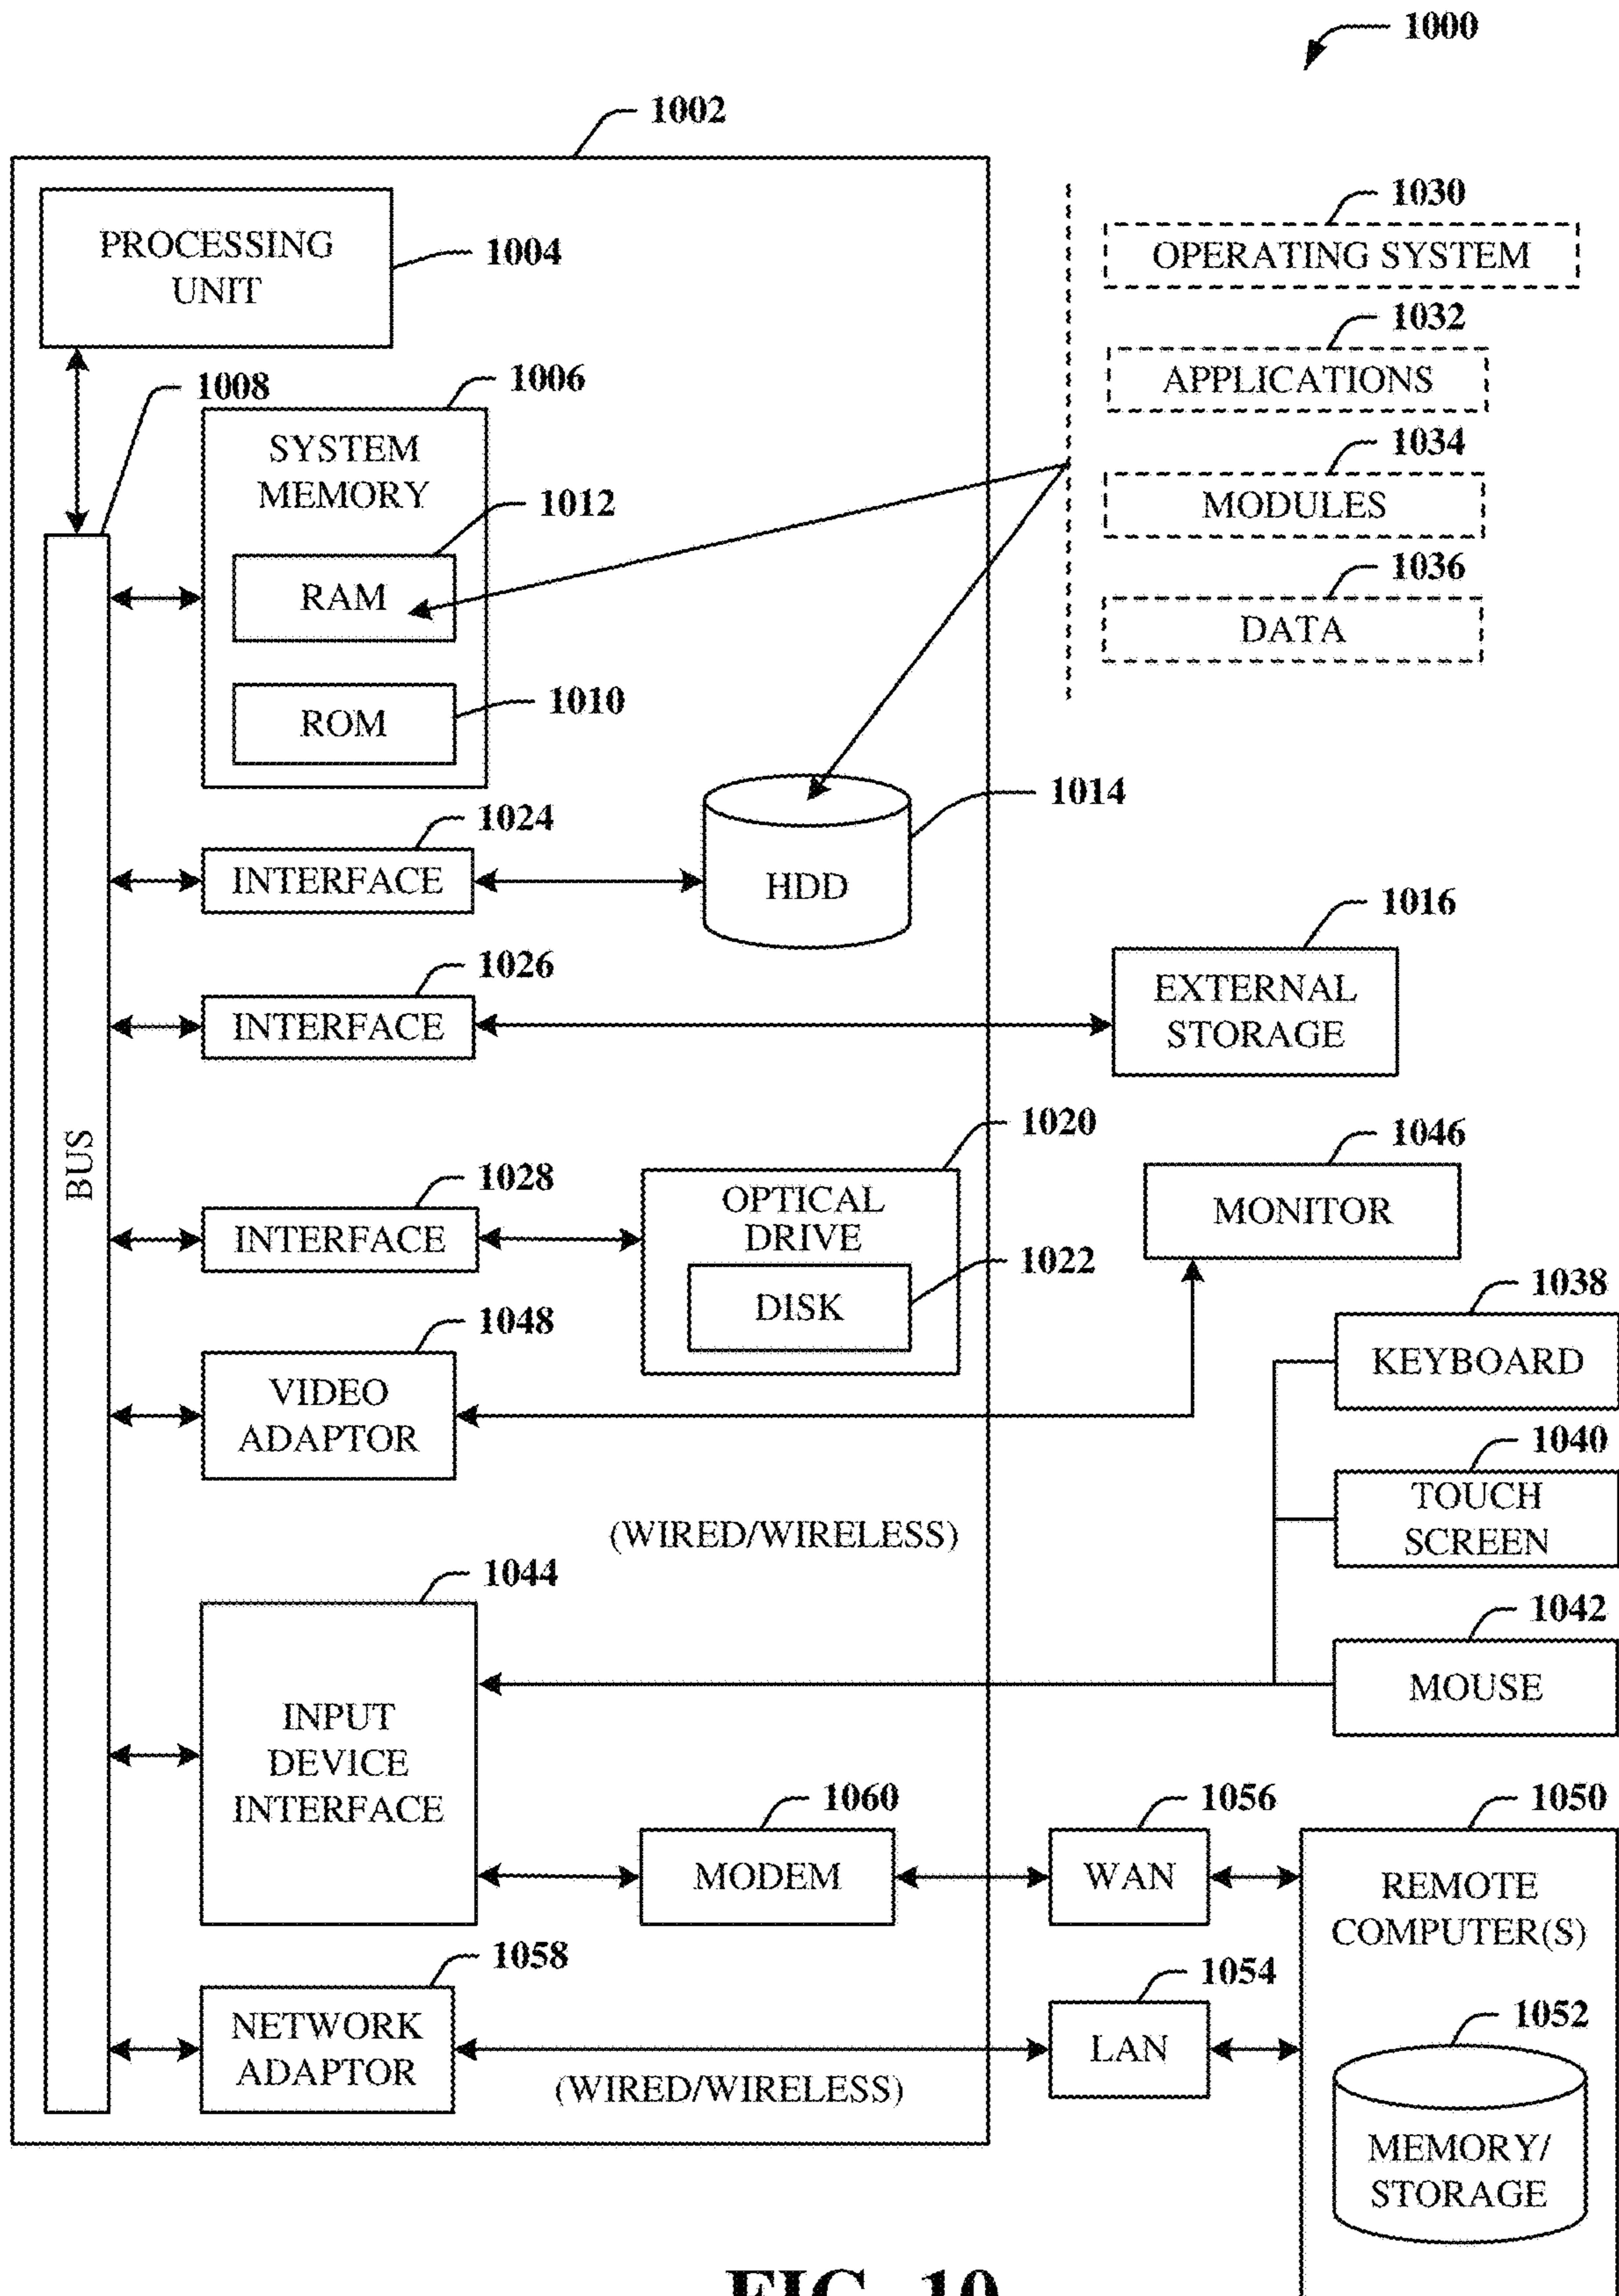 1000
1002
PROCESSING
UNIT
1004
1030
OPERATING SYSTEM
1032
APPLICATIONS
1034
MODULES
1036
DATA
1008
1006
SYSTEM
MEMORY
1012
RAM
ROM
1010
1014
HDD
1024
INTERFACE
1026
INTERFACE
1016
EXTERNAL
STORAGE
BUS
1028
INTERFACE
1020
OPTICAL
DRIVE
1022
DISK
1046
MONITOR
1048
VIDEO
ADAPTOR
1038
KEYBOARD
1040
TOUCH
SCREEN
(WIRED/WIRELESS)
1044
INPUT
DEVICE
INTERFACE
1042
MOUSE
1060
MODEM
1056
WAN
1050
REMOTE
COMPUTER(S)
1058
NETWORK
ADAPTOR
(WIRED/WIRELESS)
1054
LAN
1052
MEMORY/
STORAGE
FIG. 10